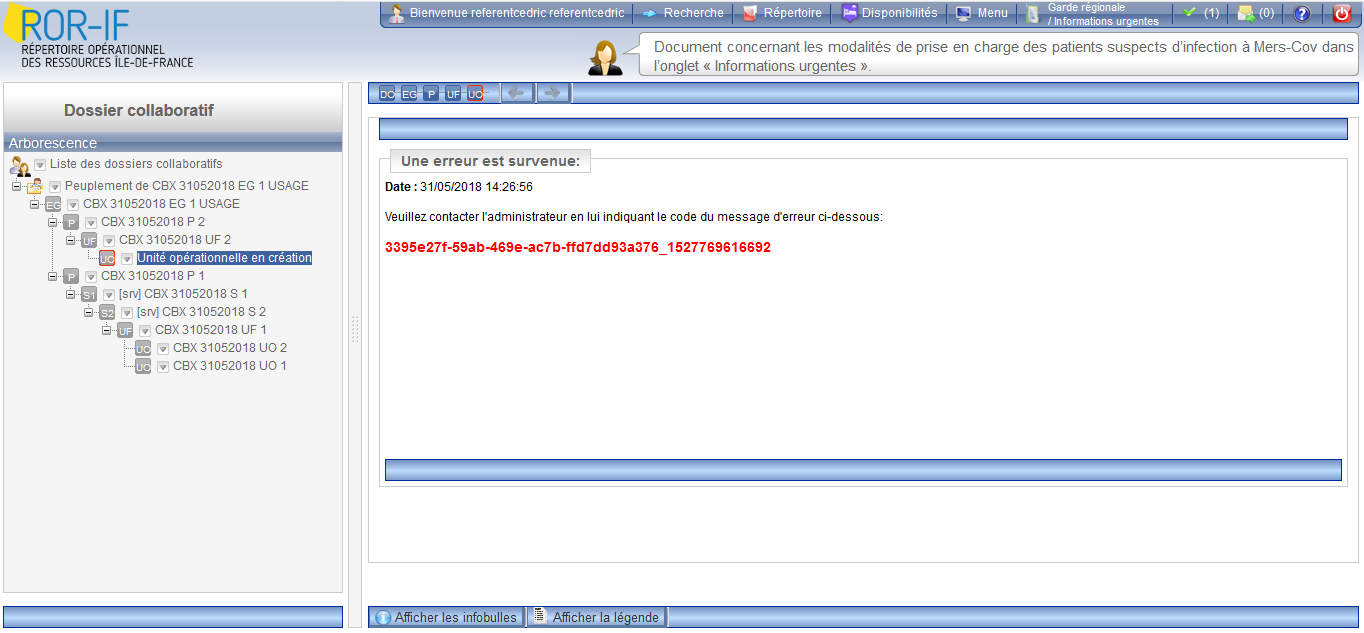 ROR-IF
RÉPERTOIRE OPÉRATIONNEL
DES RESSOURCES ÎLE-DE-FRANCE
Bienvenue referentcedric referentcedric
Recherche
Répertoire
Disponibilités
Menu
Garde régionale
/ Informations urgentes
(1)
(0)
?
Document concernant les modalités de prise en charge des patients suspects d'infection à Mers-Cov dans
l'onglet « Informations urgentes ».
Dossier collaboratif
Arborescence
Liste des dossiers collaboratifs
Peuplement de CBX 31052018 EG 1 USAGE
EG CBX 31052018 EG 1 USAGE
P CBX 31052018 P 2
UF CBX 31052018 UF 2
UO Unité opérationnelle en création
P CBX 31052018 P 1
S1 [srv] CBX 31052018 S 1
S2 [srv] CBX 31052018 S 2
UF CBX 31052018 UF 1
UO CBX 31052018 UO 2
UO CBX 31052018 UO 1
DO EG P UF UO
Une erreur est survenue:
Date : 31/05/2018 14:26:56
Veuillez contacter l'administrateur en lui indiquant le code du message d'erreur ci-dessous:
3395e27f-59ab-469e-ac7b-ffd7dd93a376_1527769616692
Afficher les infobulles
Afficher la légende